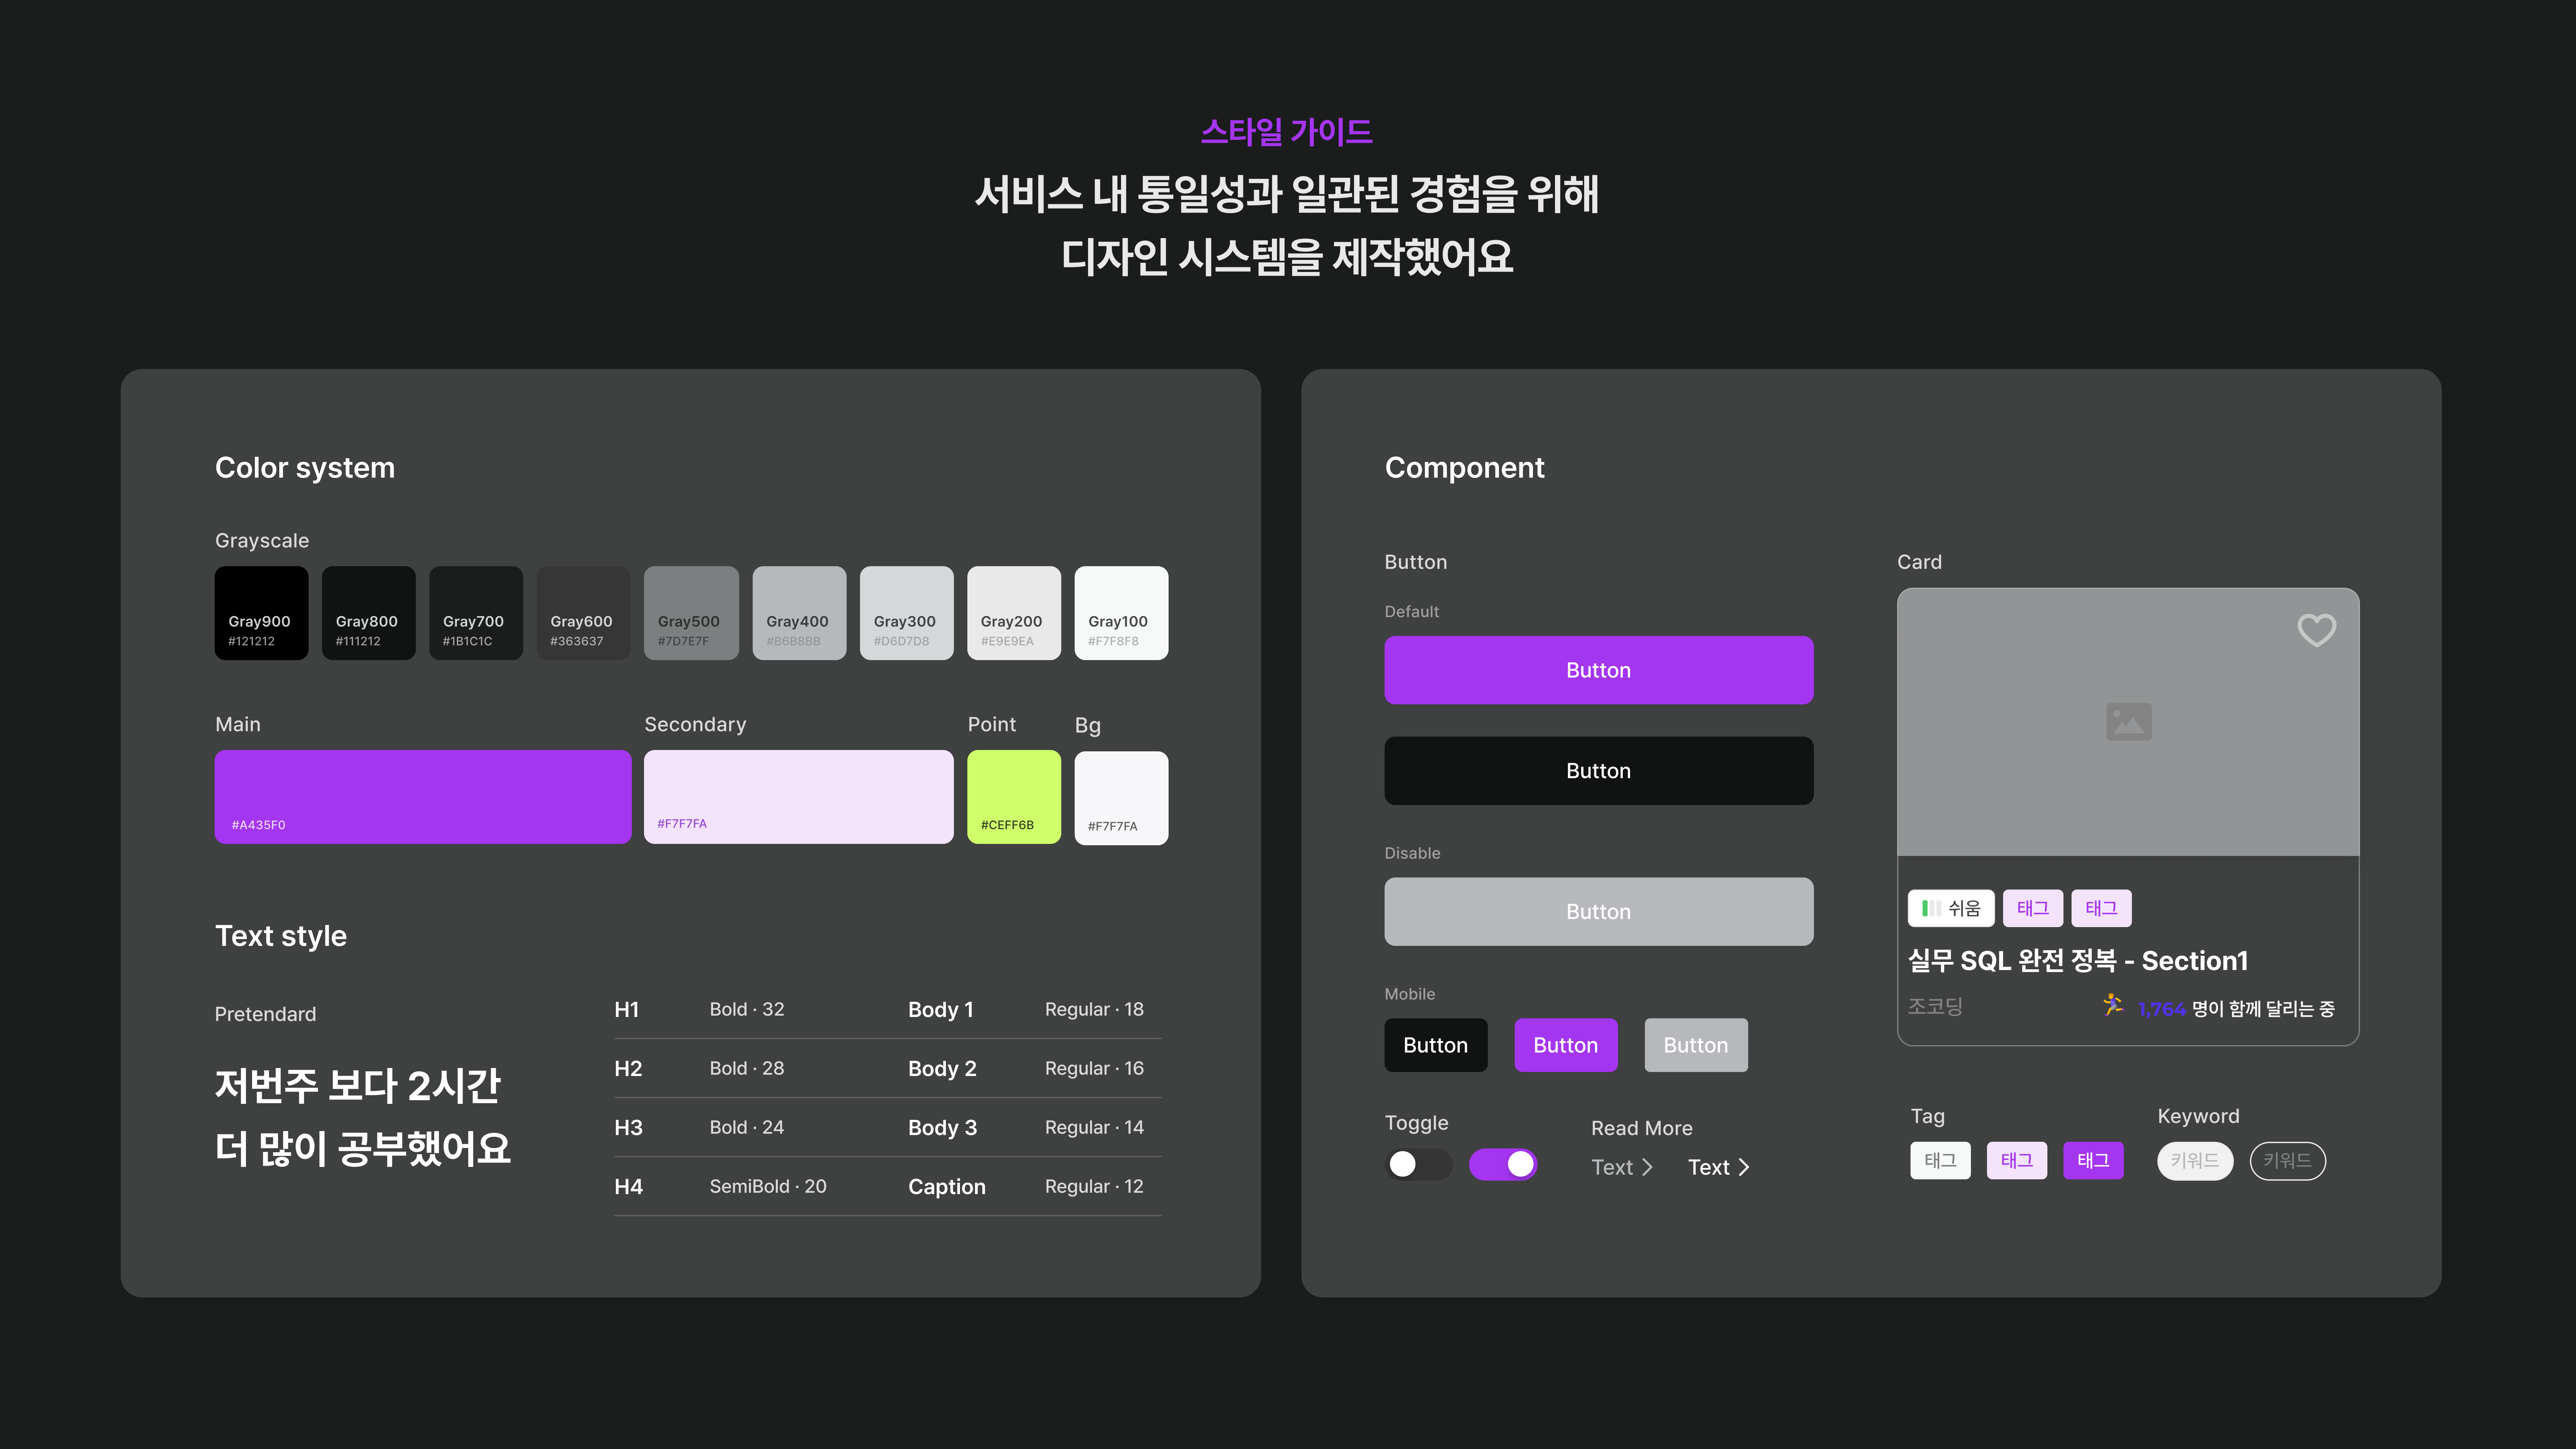 스타일 가이드
서비스 내 통일성과 일관된 경험을 위해
디자인 시스템을 제작했어요
Color system
Grayscale
Gray900 Gray800 Gray700 Gray600 Gray500 Gray400 Gray300 Gray200 Gray100
#121212 #111212 #1B1C1C #363637 #7D7E7F #B6B8BB #D6D7D8 #E9E9EA #F7F8F8
Main Secondary Point Bg
#A435F0 #F7F7FA #CEFF6B #F7F7FA
Text style
Pretendard
저번주 보다 2시간
더 많이 공부했어요
H1 Bold · 32 Body 1 Regular · 18
H2 Bold · 28 Body 2 Regular · 16
H3 Bold · 24 Body 3 Regular · 14
H4 SemiBold · 20 Caption Regular · 12
Component
Button
Default
Button
Button
Disable
Button
Mobile
Button Button Button
Toggle
Read More
Text > Text >
Card
쉬움 태그 태그
실무 SQL 완전 정복 - Section1
조코딩 1,764 명이 함께 달리는 중
Tag
태그 태그 태그
Keyword
키워드 키워드